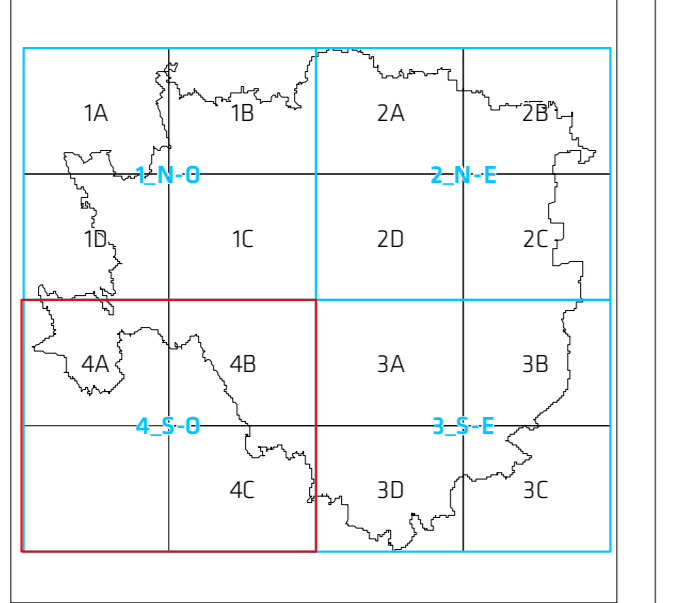 1A 1B 2A 2B
1_N-O 2_N-E
1D 1C 2D 2C
4A 4B 3A 3B
4_S-O 3_S-E
4C 3D 3C